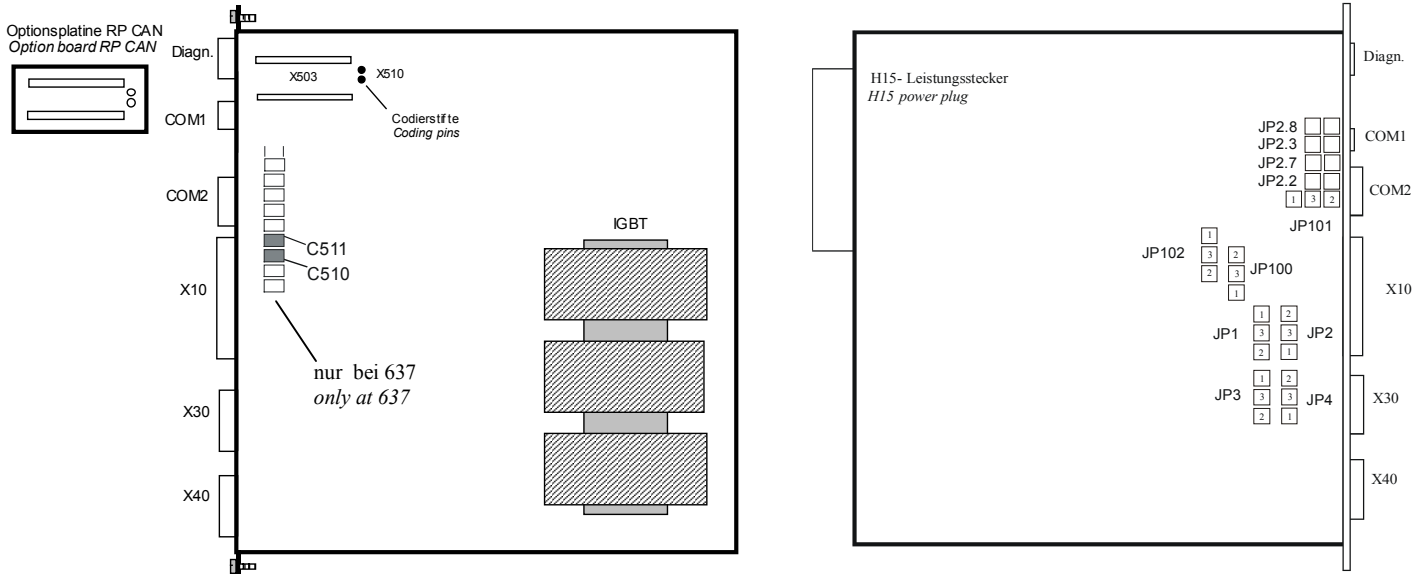 Optionsplatine RP CAN
Option board RP CAN
Diagn.
X503
X510
Codierstifte
Coding pins
COM1
COM2
C511
C510
X10
nur bei 637
only at 637
X30
X40
IGBT
H15- Leistungsstecker
H15 power plug
Diagn.
JP2.8
JP2.3
JP2.7
JP2.2
1 3 2
JP101
COM1
COM2
JP102
1
3
2
JP100
2
3
1
X10
JP1
1
3
2
JP2
2
3
1
JP3
1
3
2
JP4
2
3
1
X30
X40